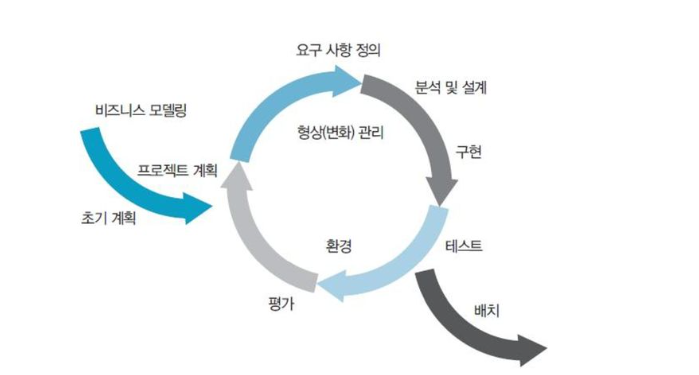 요구 사항 정의
분석 및 설계
비즈니스 모델링
형상(변화) 관리
구현
프로젝트 계획
초기 계획
환경
테스트
평가
배치